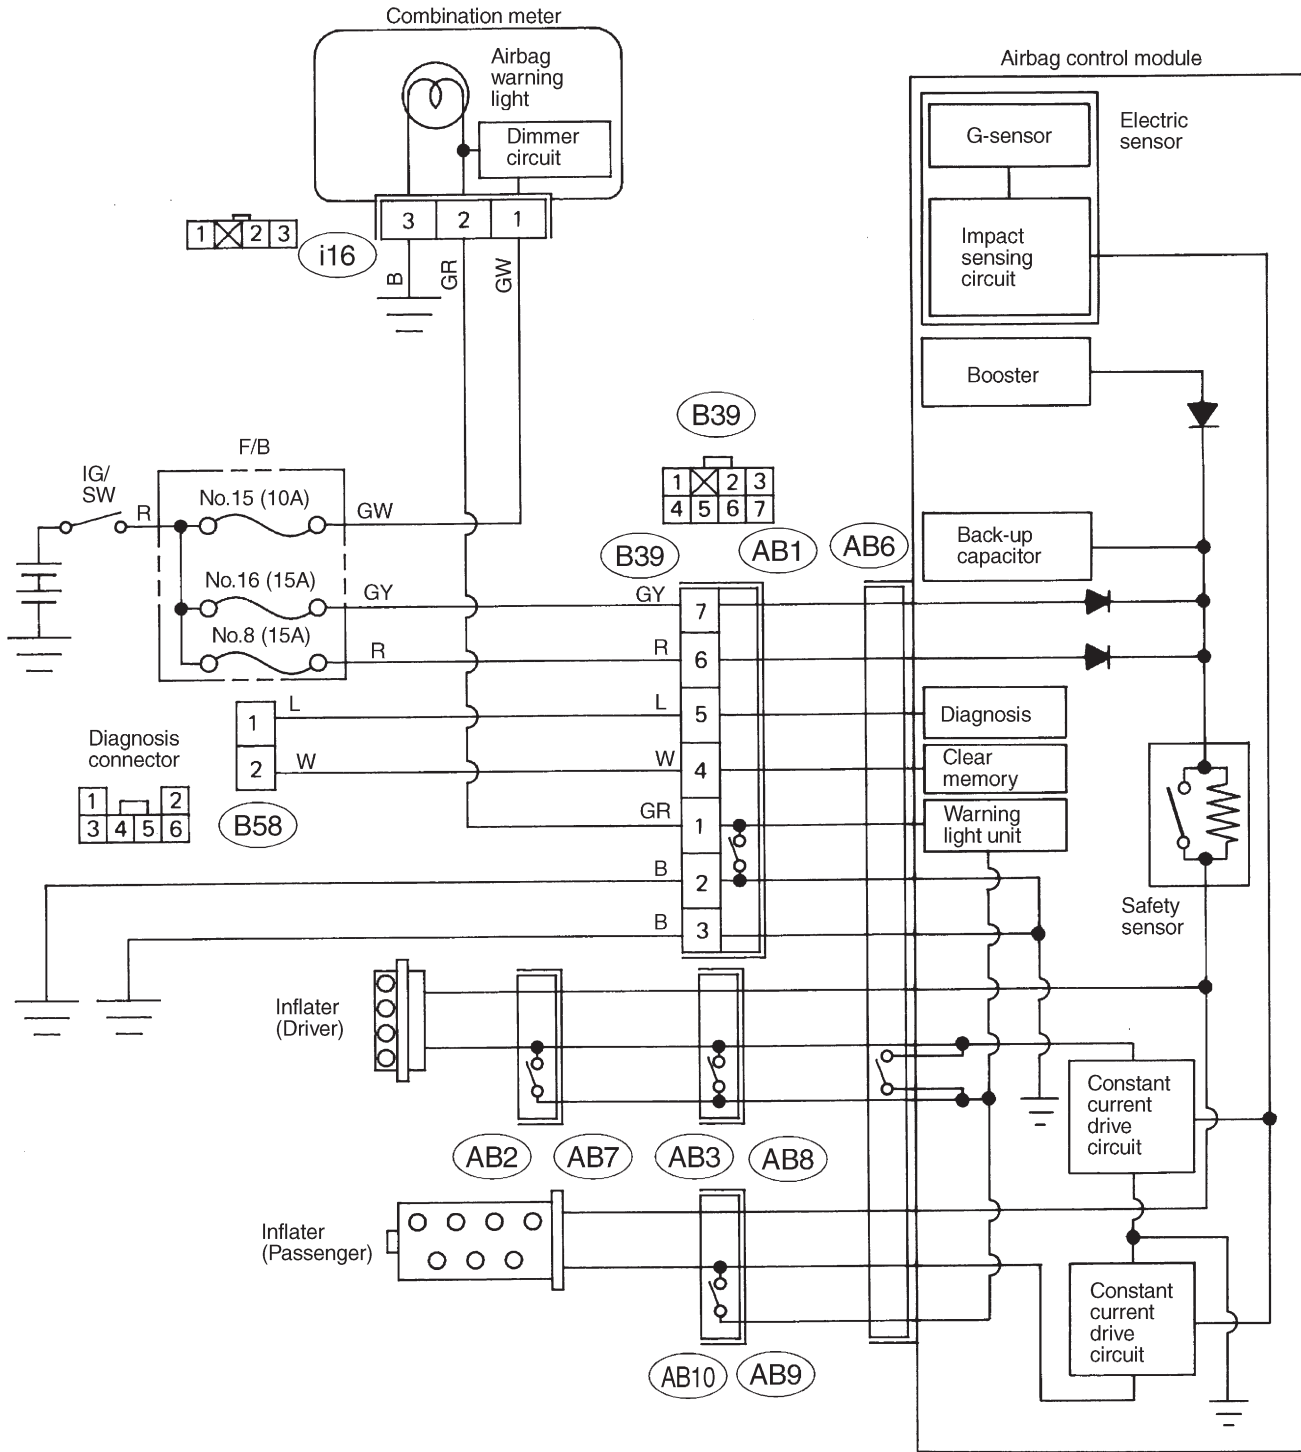 Combination meter
Airbag
warning
light
Dimmer
circuit
3 2 1
1 2 3
i16
B
GR
GW
Airbag control module
G-sensor
Electric
sensor
Impact
sensing
circuit
Booster
B39
1 2 3
4 5 6 7
F/B
IG/
SW
R
No.15 (10A)
GW
No.16 (15A)
GY
No.8 (15A)
R
B39
AB1
AB6
Back-up
capacitor
GY
7
R
6
L
5
W
4
GR
1
B
2
B
3
1
L
2
W
Diagnosis
connector
1 2
3 4 5 6
B58
Diagnosis
Clear
memory
Warning
light unit
Safety
sensor
Inflater
(Driver)
Constant
current
drive
circuit
AB2
AB7
AB3
AB8
Inflater
(Passenger)
Constant
current
drive
circuit
AB10
AB9